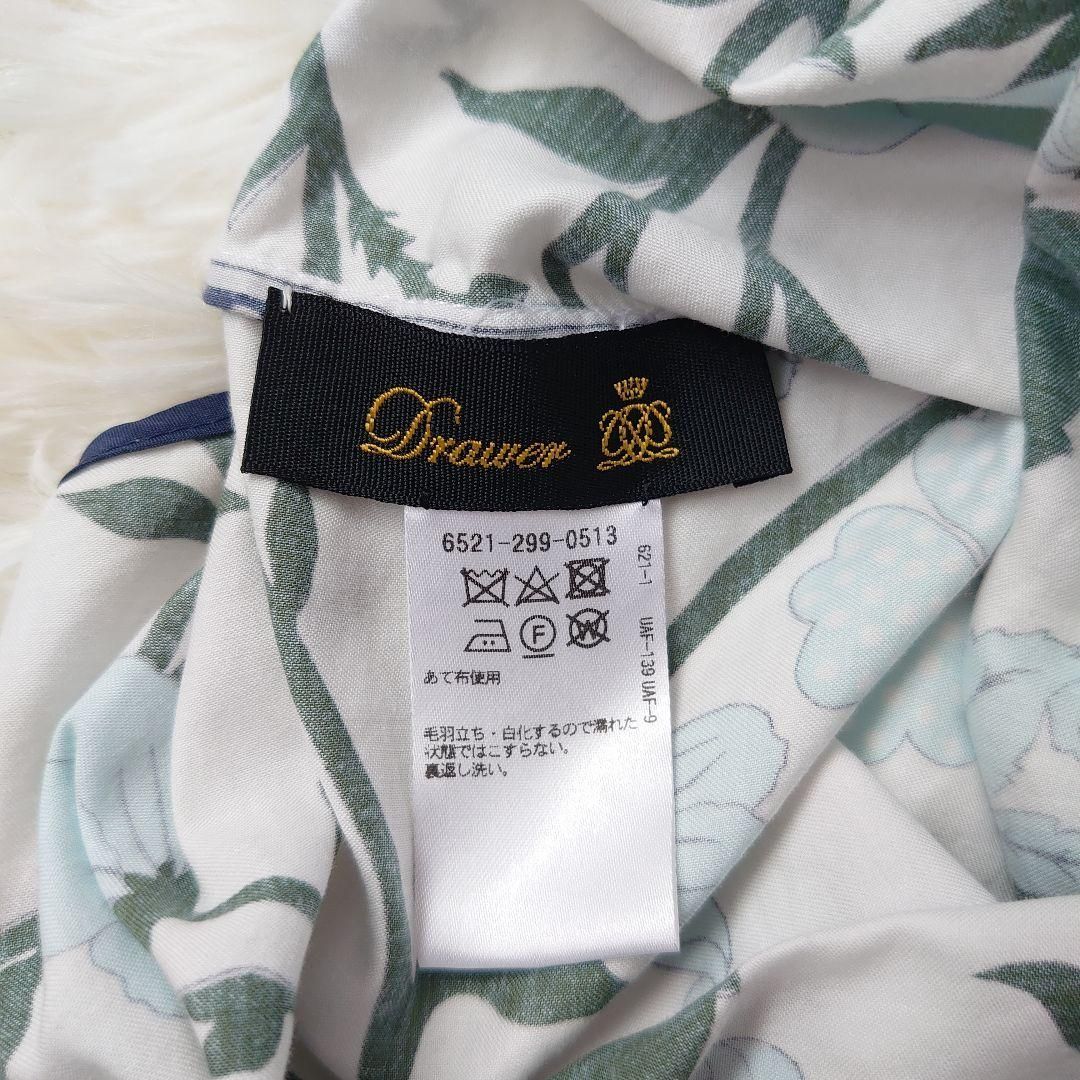 Drawer
6521-299-0513
F
W
あて布使用
毛羽立ち・白化するので濡れた
状態ではこすらない。
裏返し洗い。
621-1 UAF-139 UAF-9